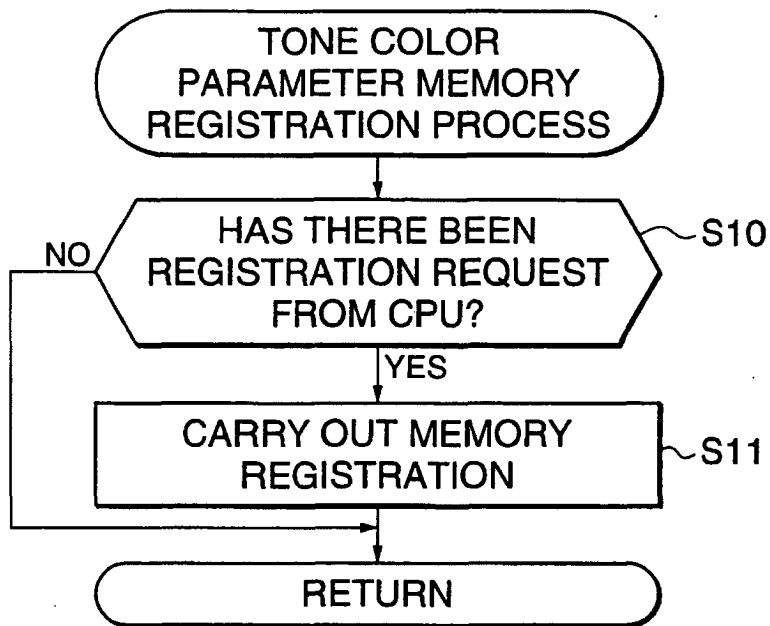 TONE COLOR
PARAMETER MEMORY
REGISTRATION PROCESS
HAS THERE BEEN
REGISTRATION REQUEST
FROM CPU?
S10
NO
YES
CARRY OUT MEMORY
REGISTRATION
S11
RETURN